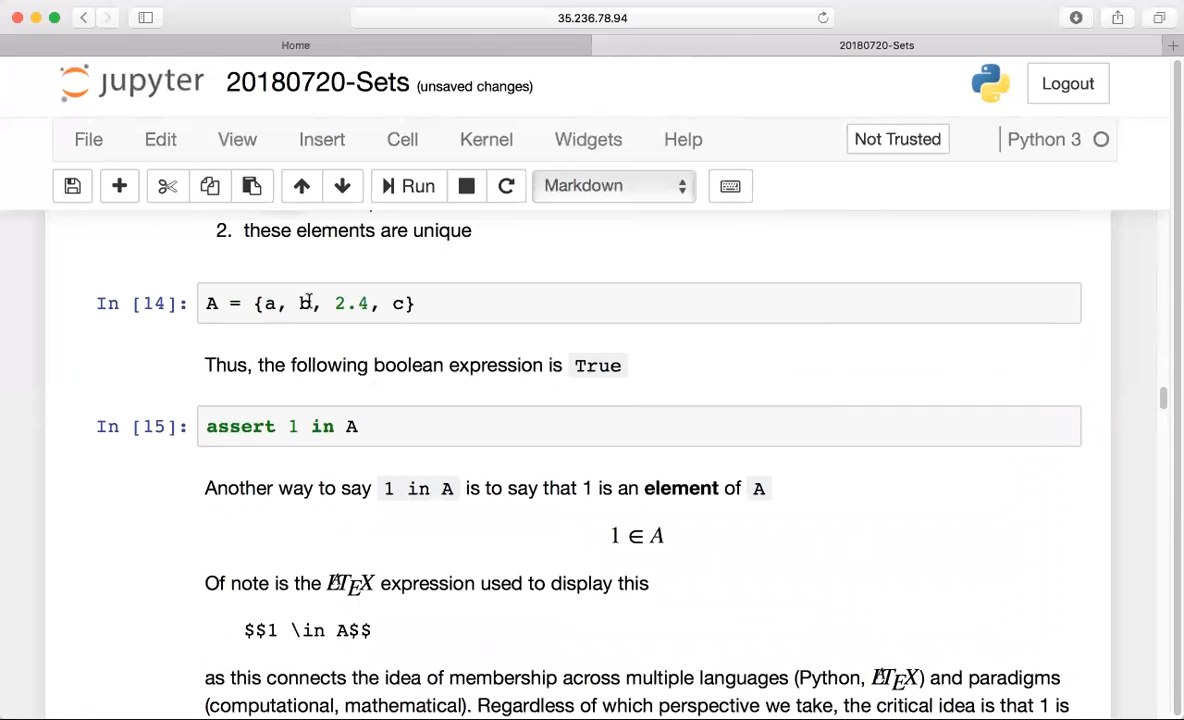 35.236.78.94
Home
20180720-Sets
jupyter 20180720-Sets (unsaved changes)
Logout
File Edit View Insert Cell Kernel Widgets Help Not Trusted Python 3
Run Markdown
2. these elements are unique
In [14]: A = {a, b, 2.4, c}
Thus, the following boolean expression is True
In [15]: assert 1 in A
Another way to say 1 in A is to say that 1 is an element of A
1 ∈ A
Of note is the LATEX expression used to display this
$$1 \in A$$
as this connects the idea of membership across multiple languages (Python, LATEX) and paradigms
(computational, mathematical). Regardless of which perspective we take, the critical idea is that 1 is